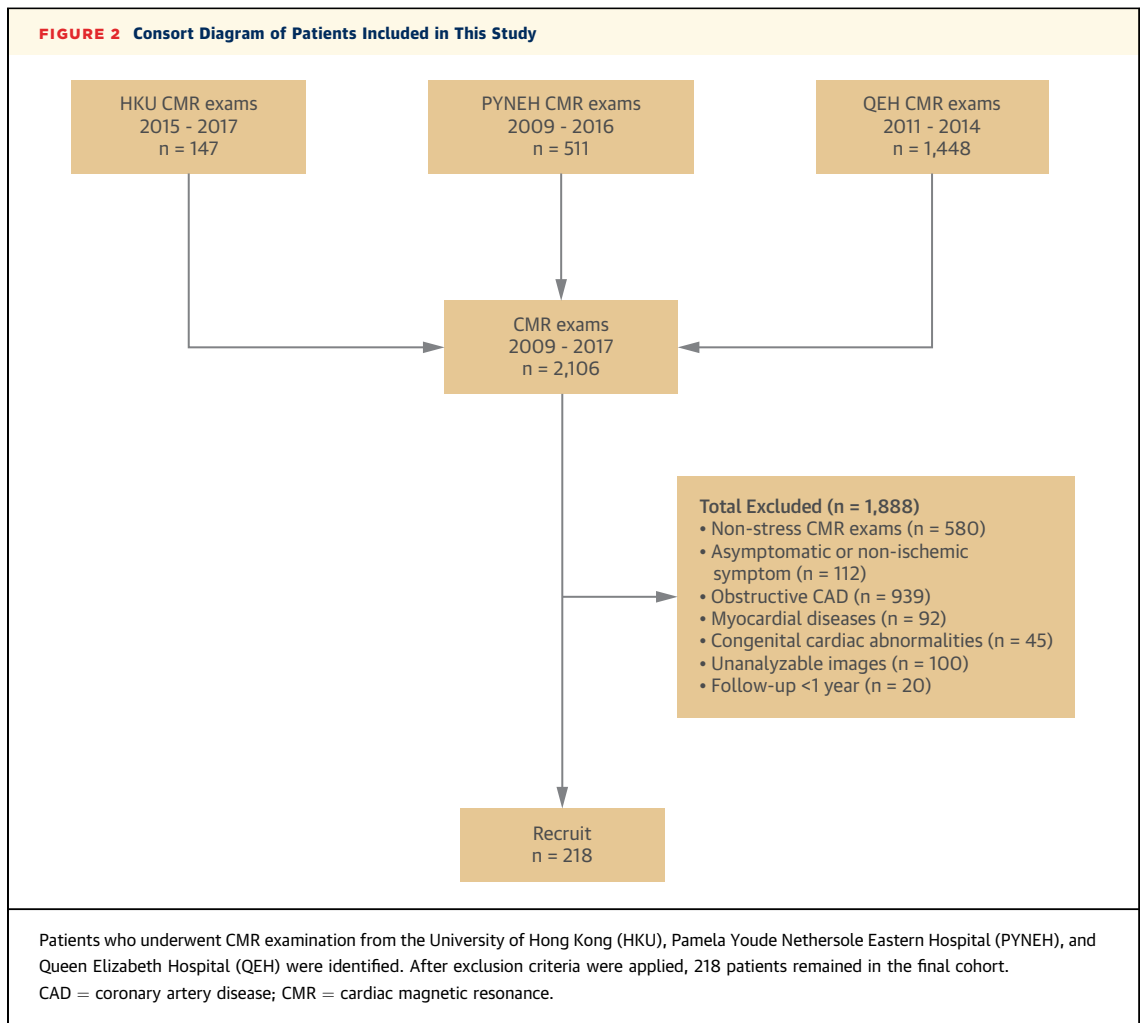 FIGURE 2 Consort Diagram of Patients Included in This Study
HKU CMR exams
2015 - 2017
n = 147
PYNEH CMR exams
2009 - 2016
n = 511
QEH CMR exams
2011 - 2014
n = 1,448
CMR exams
2009 - 2017
n = 2,106
Total Excluded (n = 1,888)
• Non-stress CMR exams (n = 580)
• Asymptomatic or non-ischemic
symptom (n = 112)
• Obstructive CAD (n = 939)
• Myocardial diseases (n = 92)
• Congenital cardiac abnormalities (n = 45)
• Unanalyzable images (n = 100)
• Follow-up <1 year (n = 20)
Recruit
n = 218
Patients who underwent CMR examination from the University of Hong Kong (HKU), Pamela Youde Nethersole Eastern Hospital (PYNEH), and
Queen Elizabeth Hospital (QEH) were identified. After exclusion criteria were applied, 218 patients remained in the final cohort.
CAD = coronary artery disease; CMR = cardiac magnetic resonance.